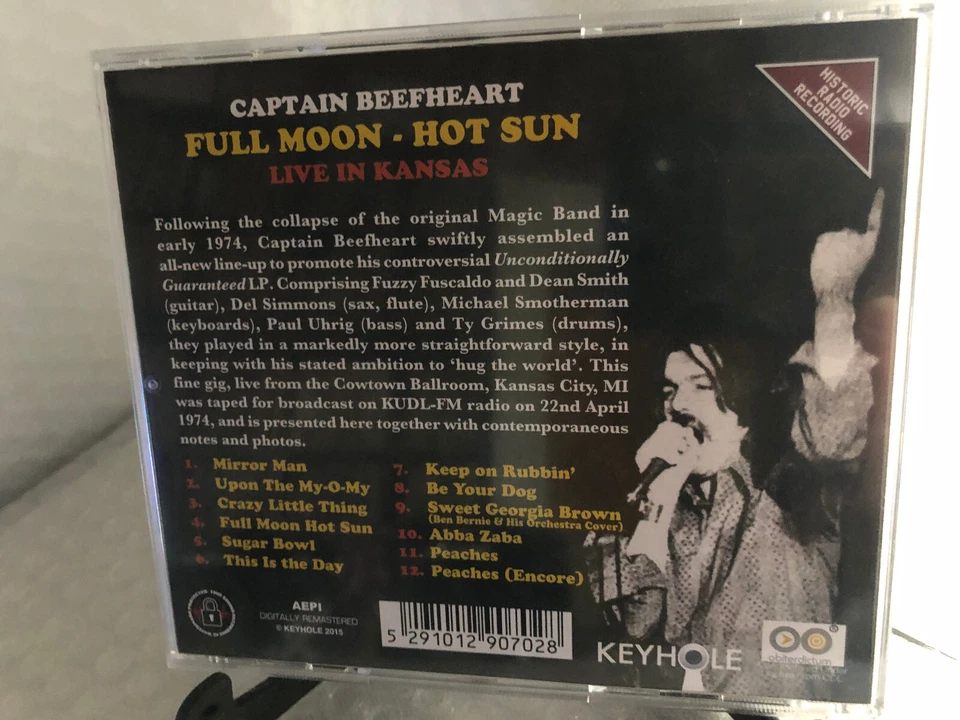 CAPTAIN BEEFHEART
FULL MOON - HOT SUN
LIVE IN KANSAS
HISTORIC
RADIO
RECORDING
Following the collapse of the original Magic Band in
early 1974, Captain Beefheart swiftly assembled an
all-new line-up to promote his controversial Unconditionally
Guaranteed LP. Comprising Fuzzy Fuscaldo and Dean Smith
(guitar), Del Simmons (sax, flute), Michael Smotherman
(keyboards), Paul Uhrig (bass) and Ty Grimes (drums),
they played in a markedly more straightforward style, in
keeping with his stated ambition to ‘hug the world’. This
fine gig, live from the Cowtown Ballroom, Kansas City, MI
was taped for broadcast on KUDL-FM radio on 22nd April
1974, and is presented here together with contemporaneous
notes and photos.
1. Mirror Man
2. Upon The My-O-My
3. Crazy Little Thing
4. Full Moon Hot Sun
5. Sugar Bowl
6. This Is the Day
7. Keep on Rubbin’
8. Be Your Dog
9. Sweet Georgia Brown
(Ben Bernie & His Orchestra Cover)
10. Abba Zaba
11. Peaches
12. Peaches (Encore)
AEPI
DIGITALLY REMASTERED
© KEYHOLE 2015
5 291012 907028
KEYHOLE
obiterdictum